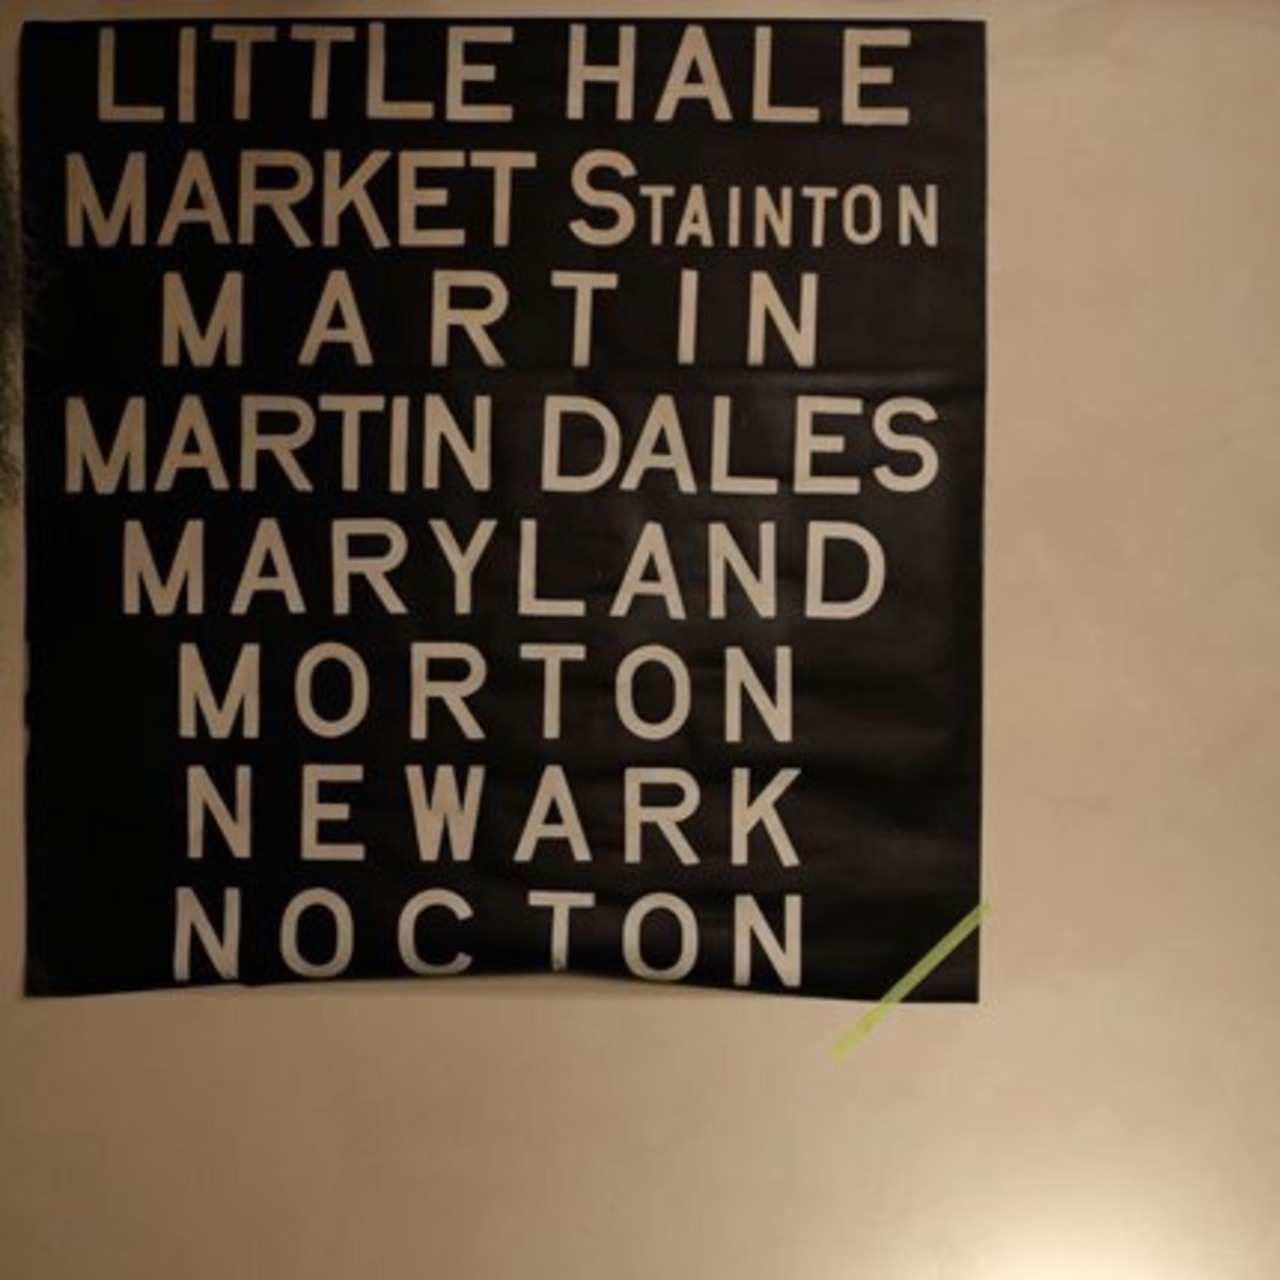 LITTLE HALE
MARKET STAINTON
MARTIN
MARTIN DALES
MARYLAND
MORTON
NEWARK
NOCTON